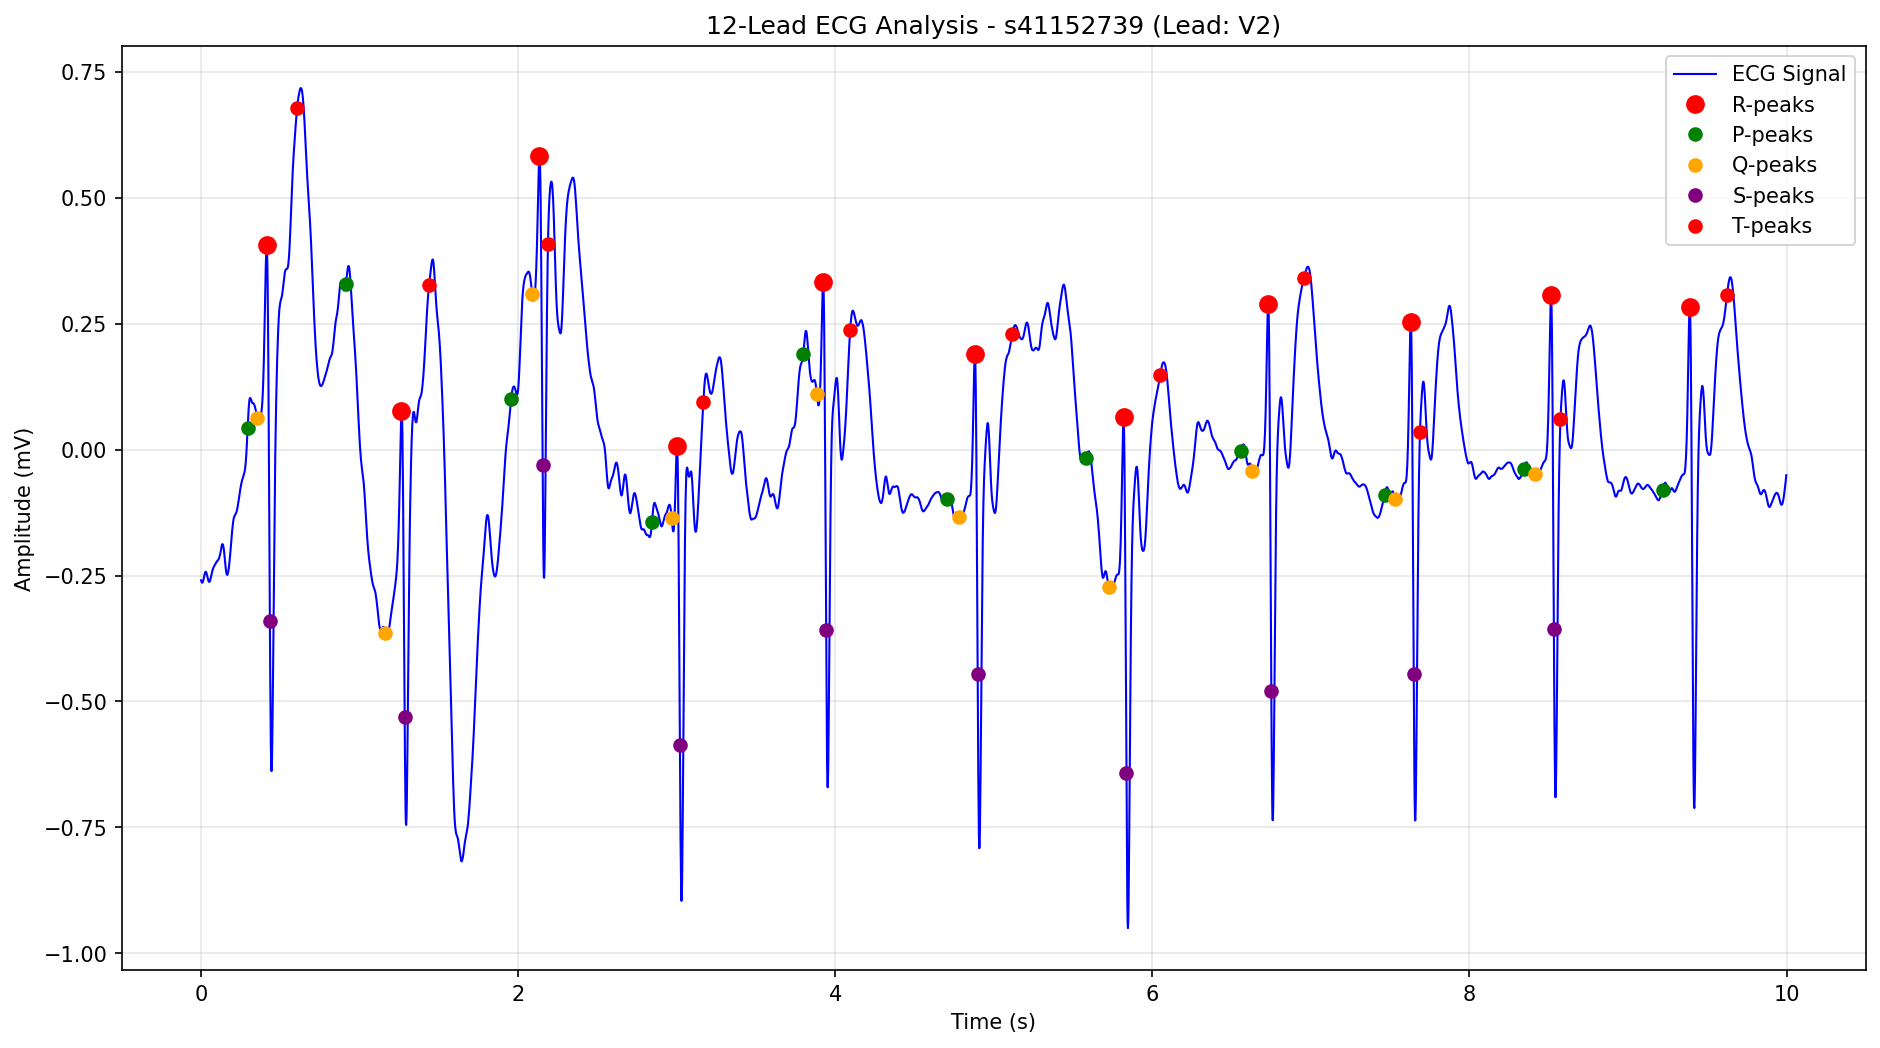 12-Lead ECG Analysis - s41152739 (Lead: V2)
ECG Signal
R-peaks
P-peaks
Q-peaks
S-peaks
T-peaks
Amplitude (mV)
0.75
0.50
0.25
0.00
−0.25
−0.50
−0.75
−1.00
0 2 4 6 8 10
Time (s)